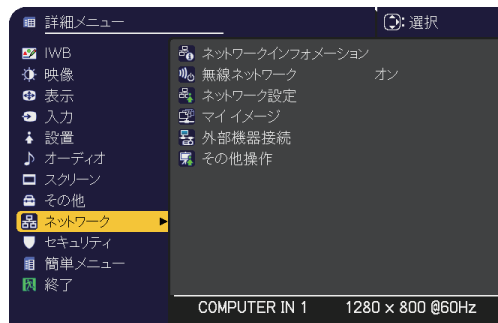 詳細メニュー
:選択
IWB
映像
表示
入力
設置
オーディオ
スクリーン
その他
ネットワーク
セキュリティ
簡単メニュー
終了
ネットワークインフォメーション
無線ネットワーク オン
ネットワーク設定
マイ イメージ
外部機器接続
その他操作
COMPUTER IN 1 1280 × 800 @60Hz